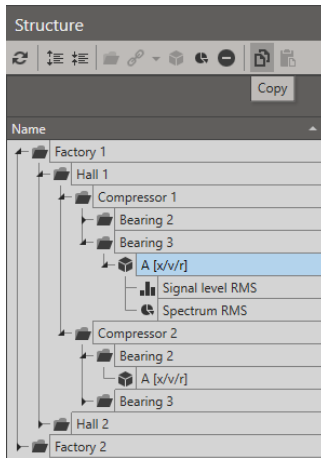 Structure
Copy
Name
Factory 1
Hall 1
Compressor 1
Bearing 2
Bearing 3
A [x/v/r]
Signal level RMS
Spectrum RMS
Compressor 2
Bearing 2
A [x/v/r]
Bearing 3
Hall 2
Factory 2